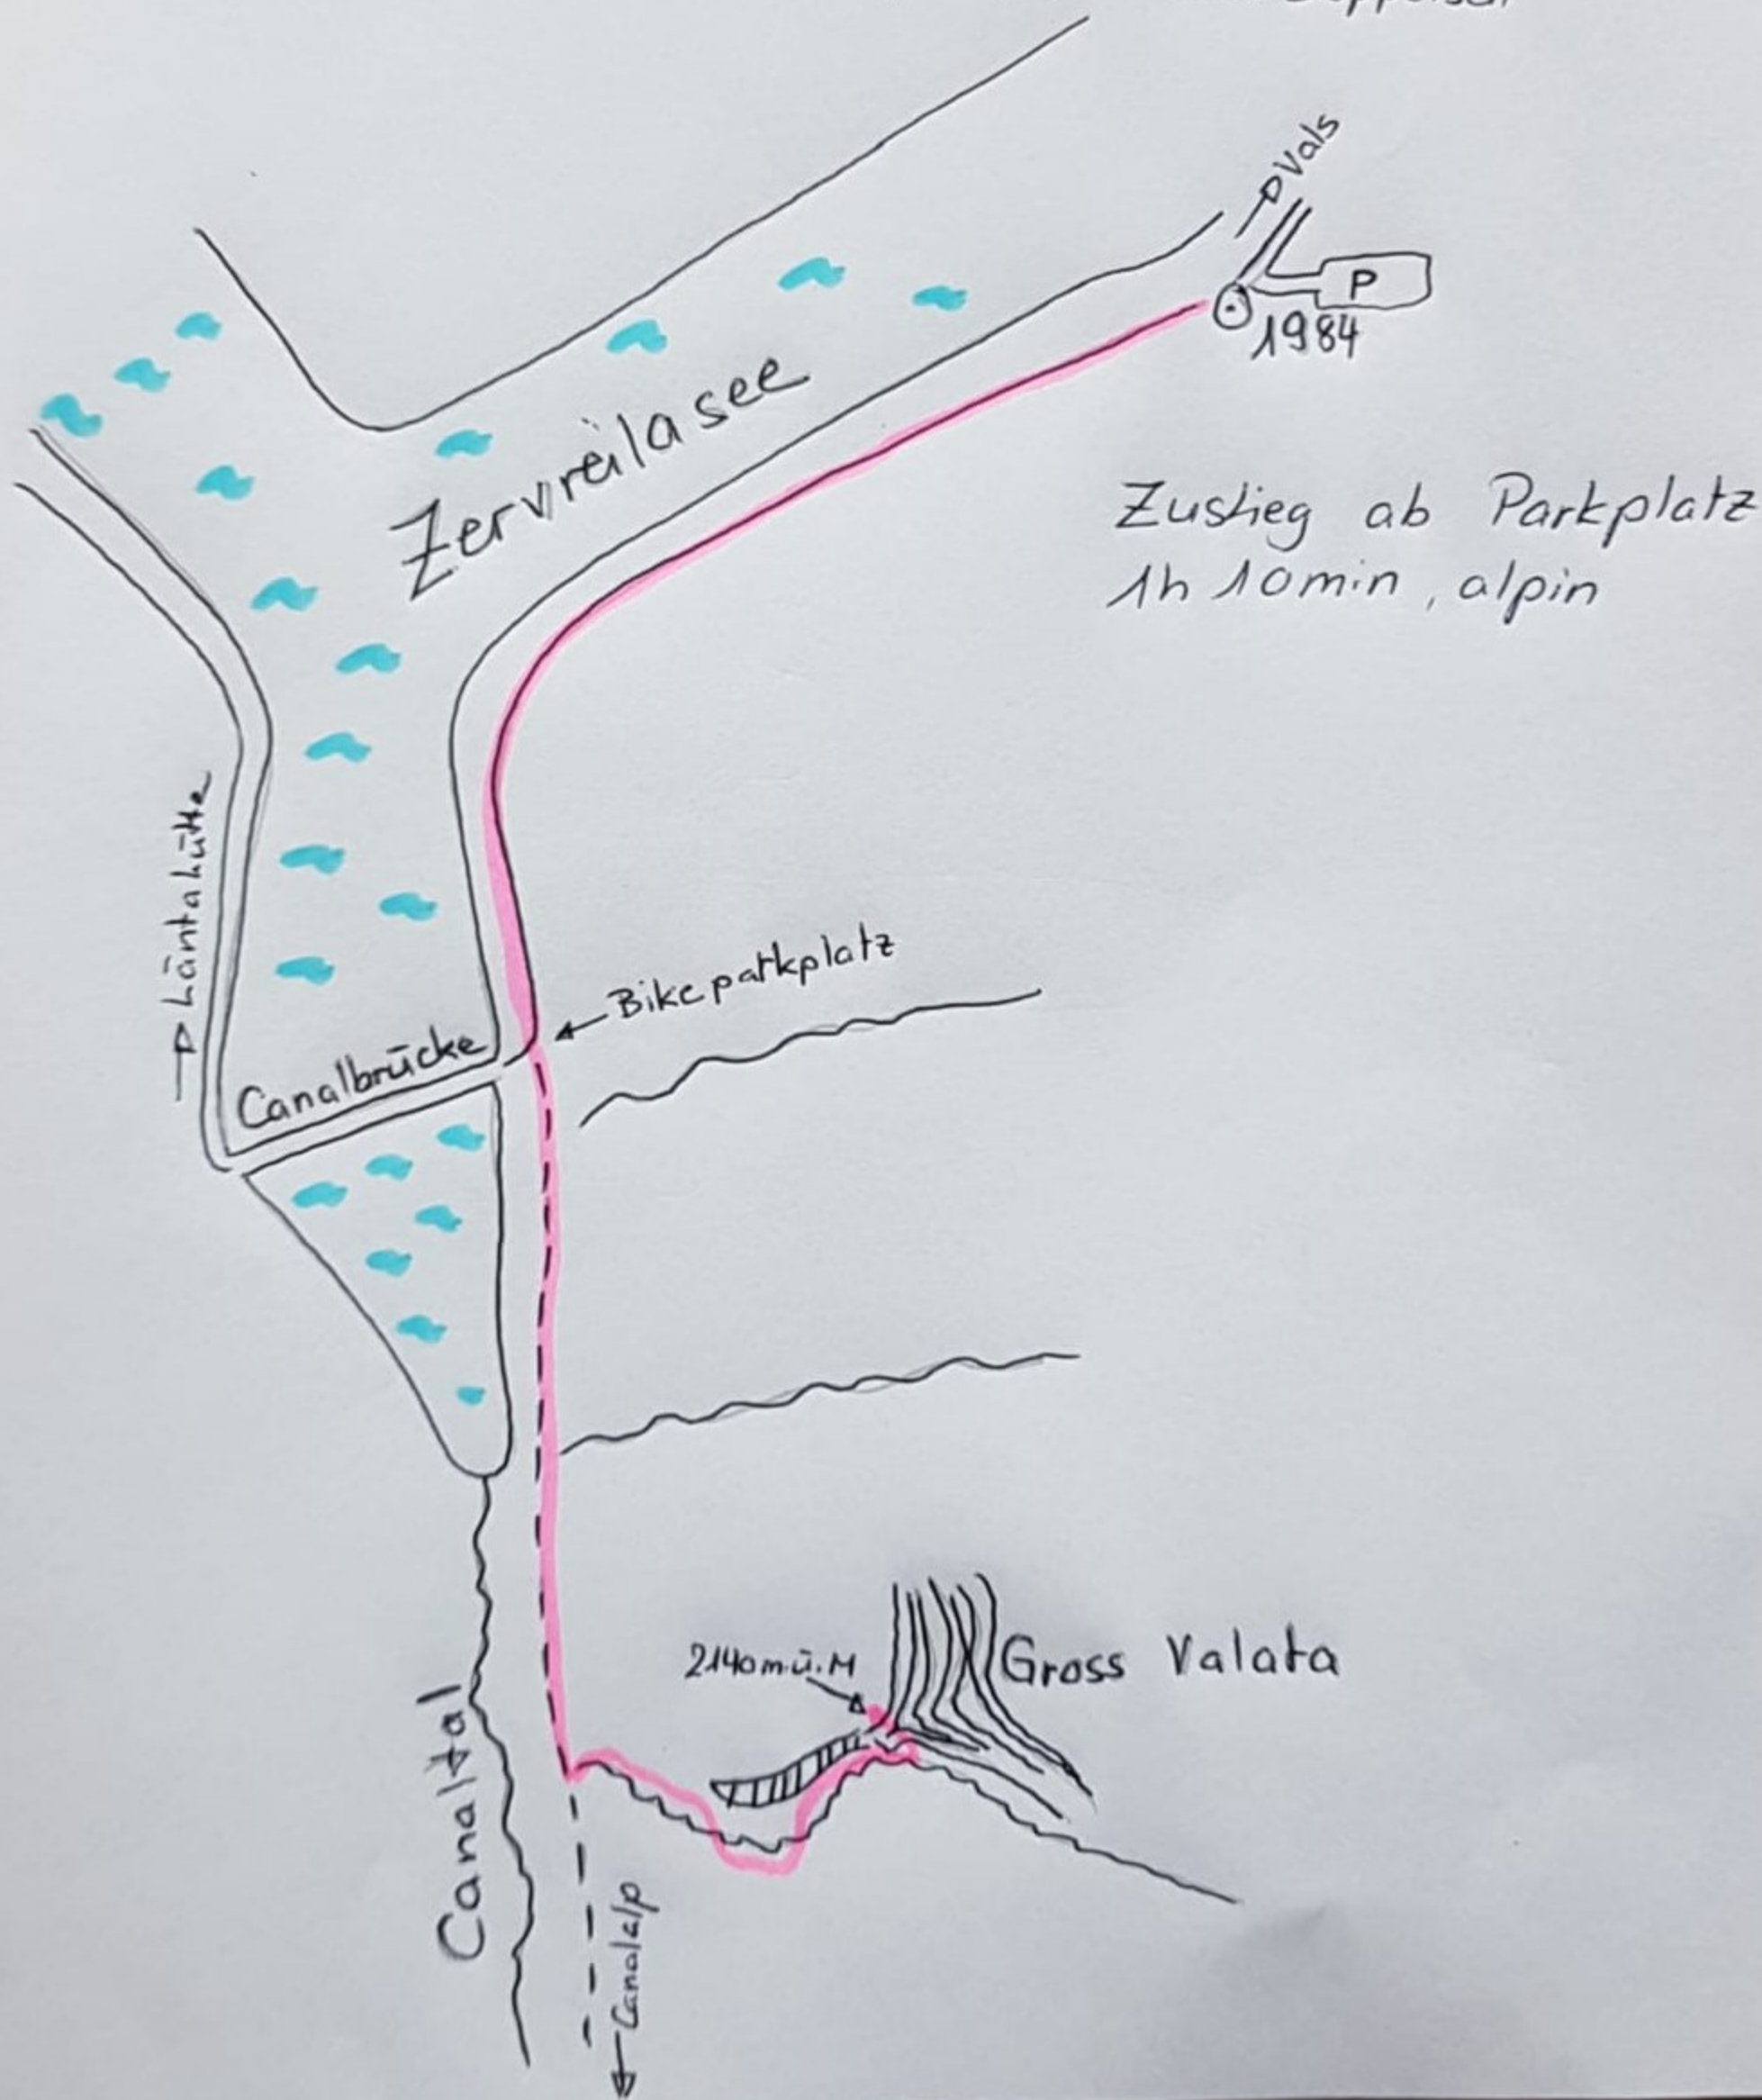 Vals
P
1984
Zervreilasee
Zustieg ab Parkplatz
1h 10min, alpin
Läntahütte
Bikeparkplatz
Canalbrücke
2140m.ü.M
Gross Valata
Canaltal
Canalalp